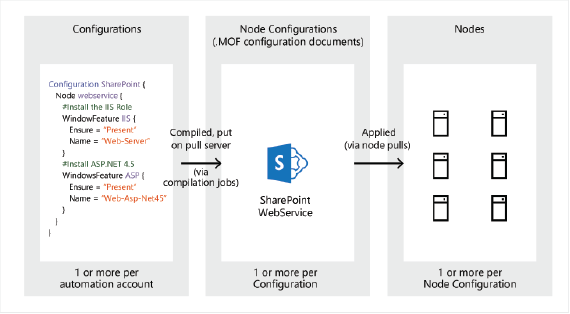 Configurations
Configuration SharePoint {
Node webservice {
#Install the IIS Role
WindowFeature IIS {
Ensure = "Present"
Name = "Web-Server"
}
#Install ASP.NET 4.5
WindowsFeature ASP {
Ensure = "Present"
Name = "Web-Asp-Net45"
}
}
}
1 or more per
automation account
Compiled, put
on pull server
(via
compilation jobs)
Node Configurations
(.MOF configuration documents)
SharePoint
WebService
1 or more per
Configuration
Applied
(via node pulls)
Nodes
1 or more per
Node Configuration